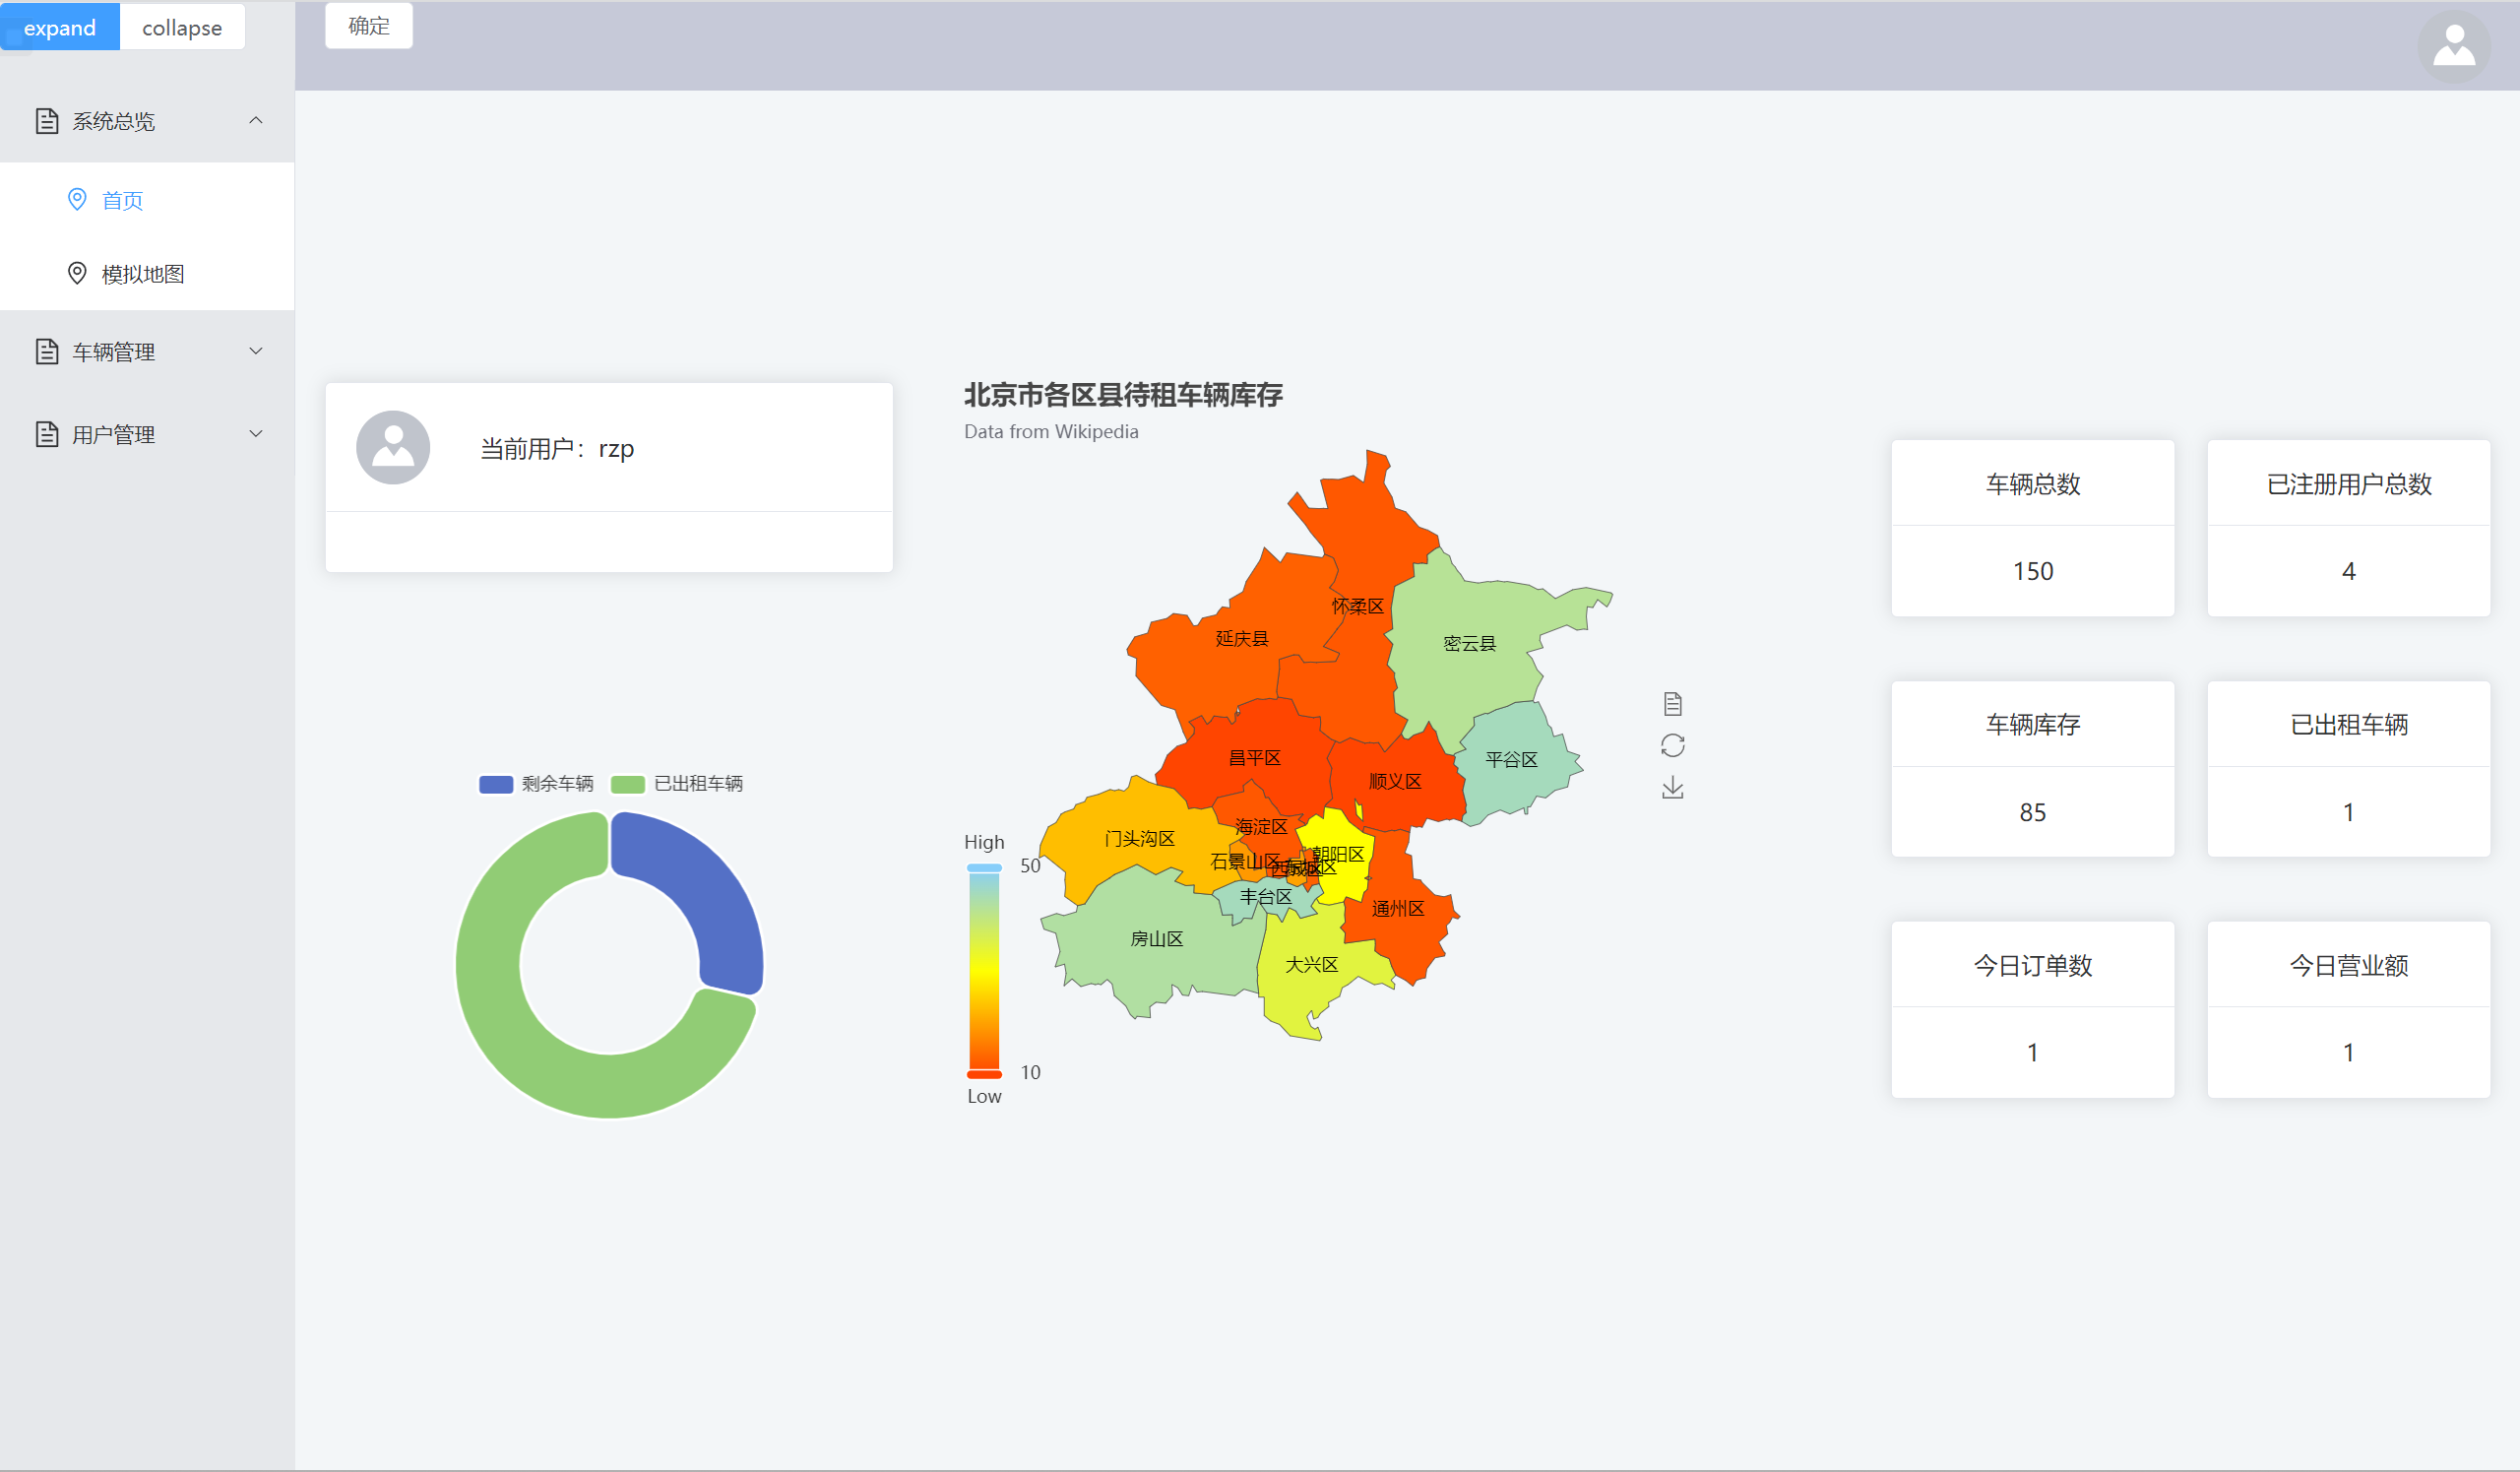 expand
collapse
确定
系统总览
首页
模拟地图
车辆管理
用户管理
当前用户：rzp
剩余车辆
已出租车辆
北京市各区县待租车辆库存
Data from Wikipedia
怀柔区
延庆县
密云县
昌平区
平谷区
顺义区
海淀区
门头沟区
朝阳区
石景山区
丰台区
通州区
房山区
大兴区
High
50
10
Low
车辆总数
150
已注册用户总数
4
车辆库存
85
已出租车辆
1
今日订单数
1
今日营业额
1